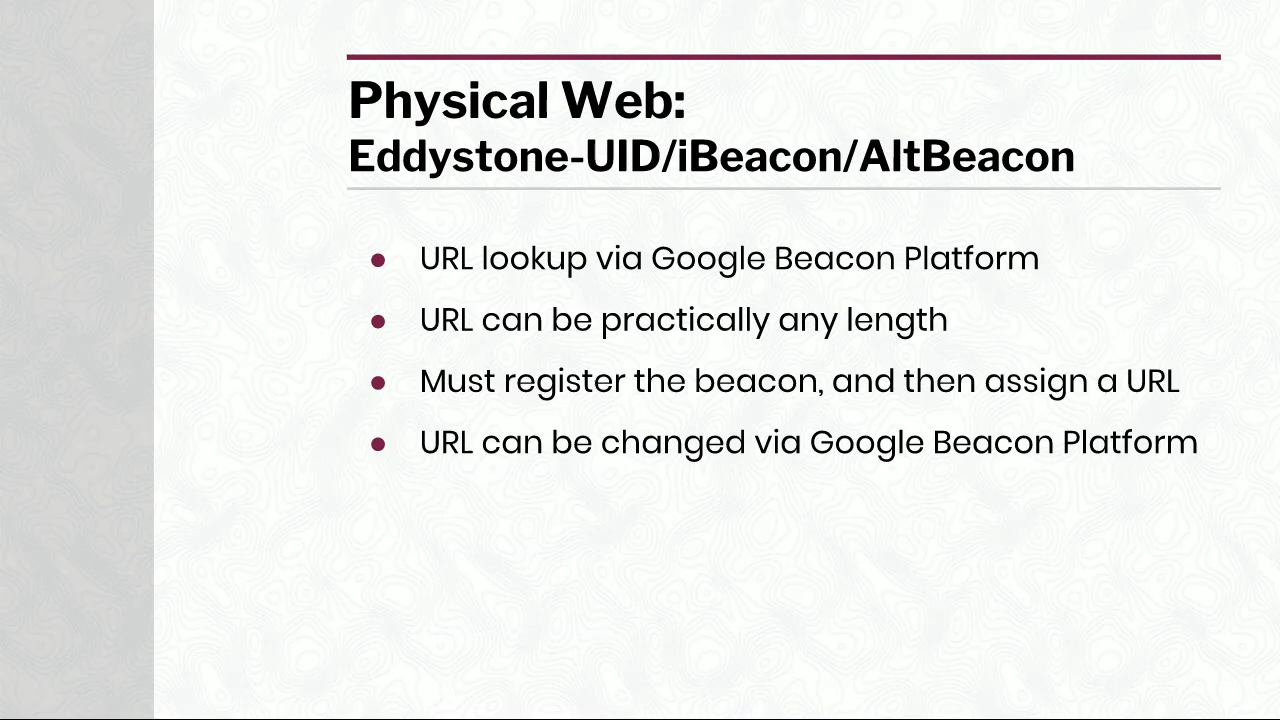 Physical Web:
Eddystone-UID/iBeacon/AltBeacon
● URL lookup via Google Beacon Platform
● URL can be practically any length
● Must register the beacon, and then assign a URL
● URL can be changed via Google Beacon Platform